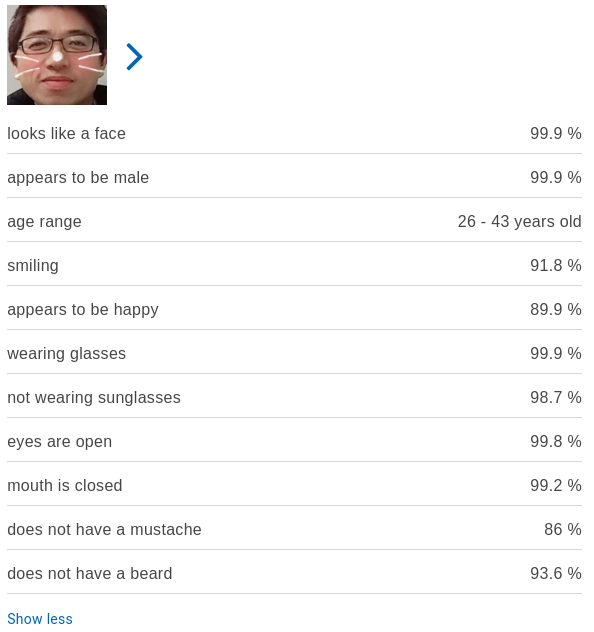 looks like a face 99.9 %
appears to be male 99.9 %
age range 26 - 43 years old
smiling 91.8 %
appears to be happy 89.9 %
wearing glasses 99.9 %
not wearing sunglasses 98.7 %
eyes are open 99.8 %
mouth is closed 99.2 %
does not have a mustache 86 %
does not have a beard 93.6 %
Show less